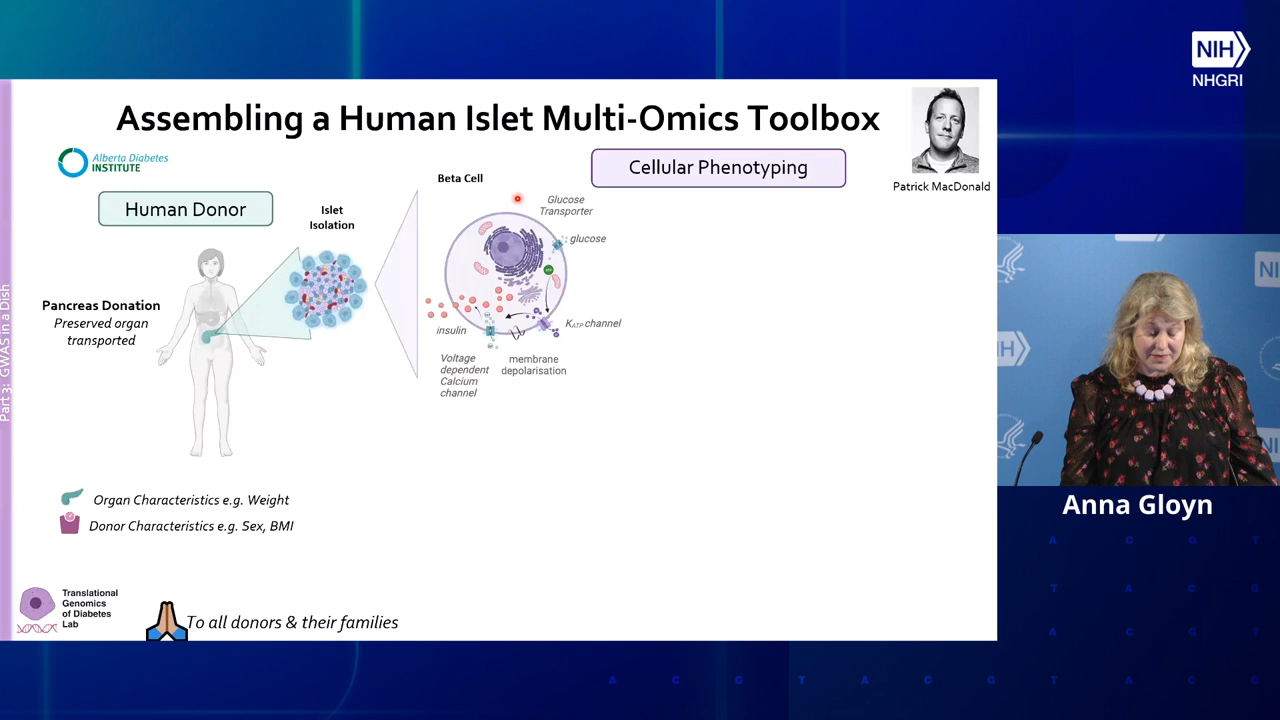 NIH
NHGRI
Assembling a Human Islet Multi-Omics Toolbox
Patrick MacDonald
Alberta Diabetes
INSTITUTE
Human Donor
Islet
Isolation
Beta Cell
Cellular Phenotyping
Glucose
Transporter
glucose
Pancreas Donation
Preserved organ
transported
insulin
KATP channel
Voltage
dependent
Calcium
channel
membrane
depolarisation
Organ Characteristics e.g. Weight
Donor Characteristics e.g. Sex, BMI
Translational
Genomics
of Diabetes
Lab
To all donors & their families
Part 3: GWAS in a Dish
Anna Gloyn
A C G T
T A C G
A C G
A C G T A C G T A C G T